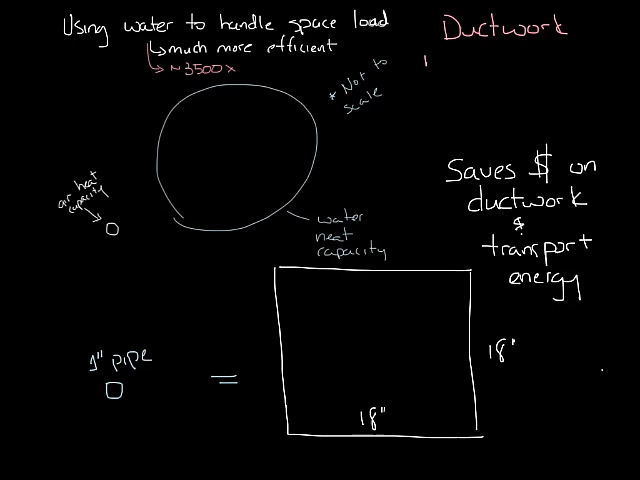 Using water to handle space load
much more efficient
~3500x
Ductwork
* Not to
scale
air heat
capacity
water
heat
capacity
Saves $ on
ductwork
&
transport
energy
1" pipe
=
18"
18"